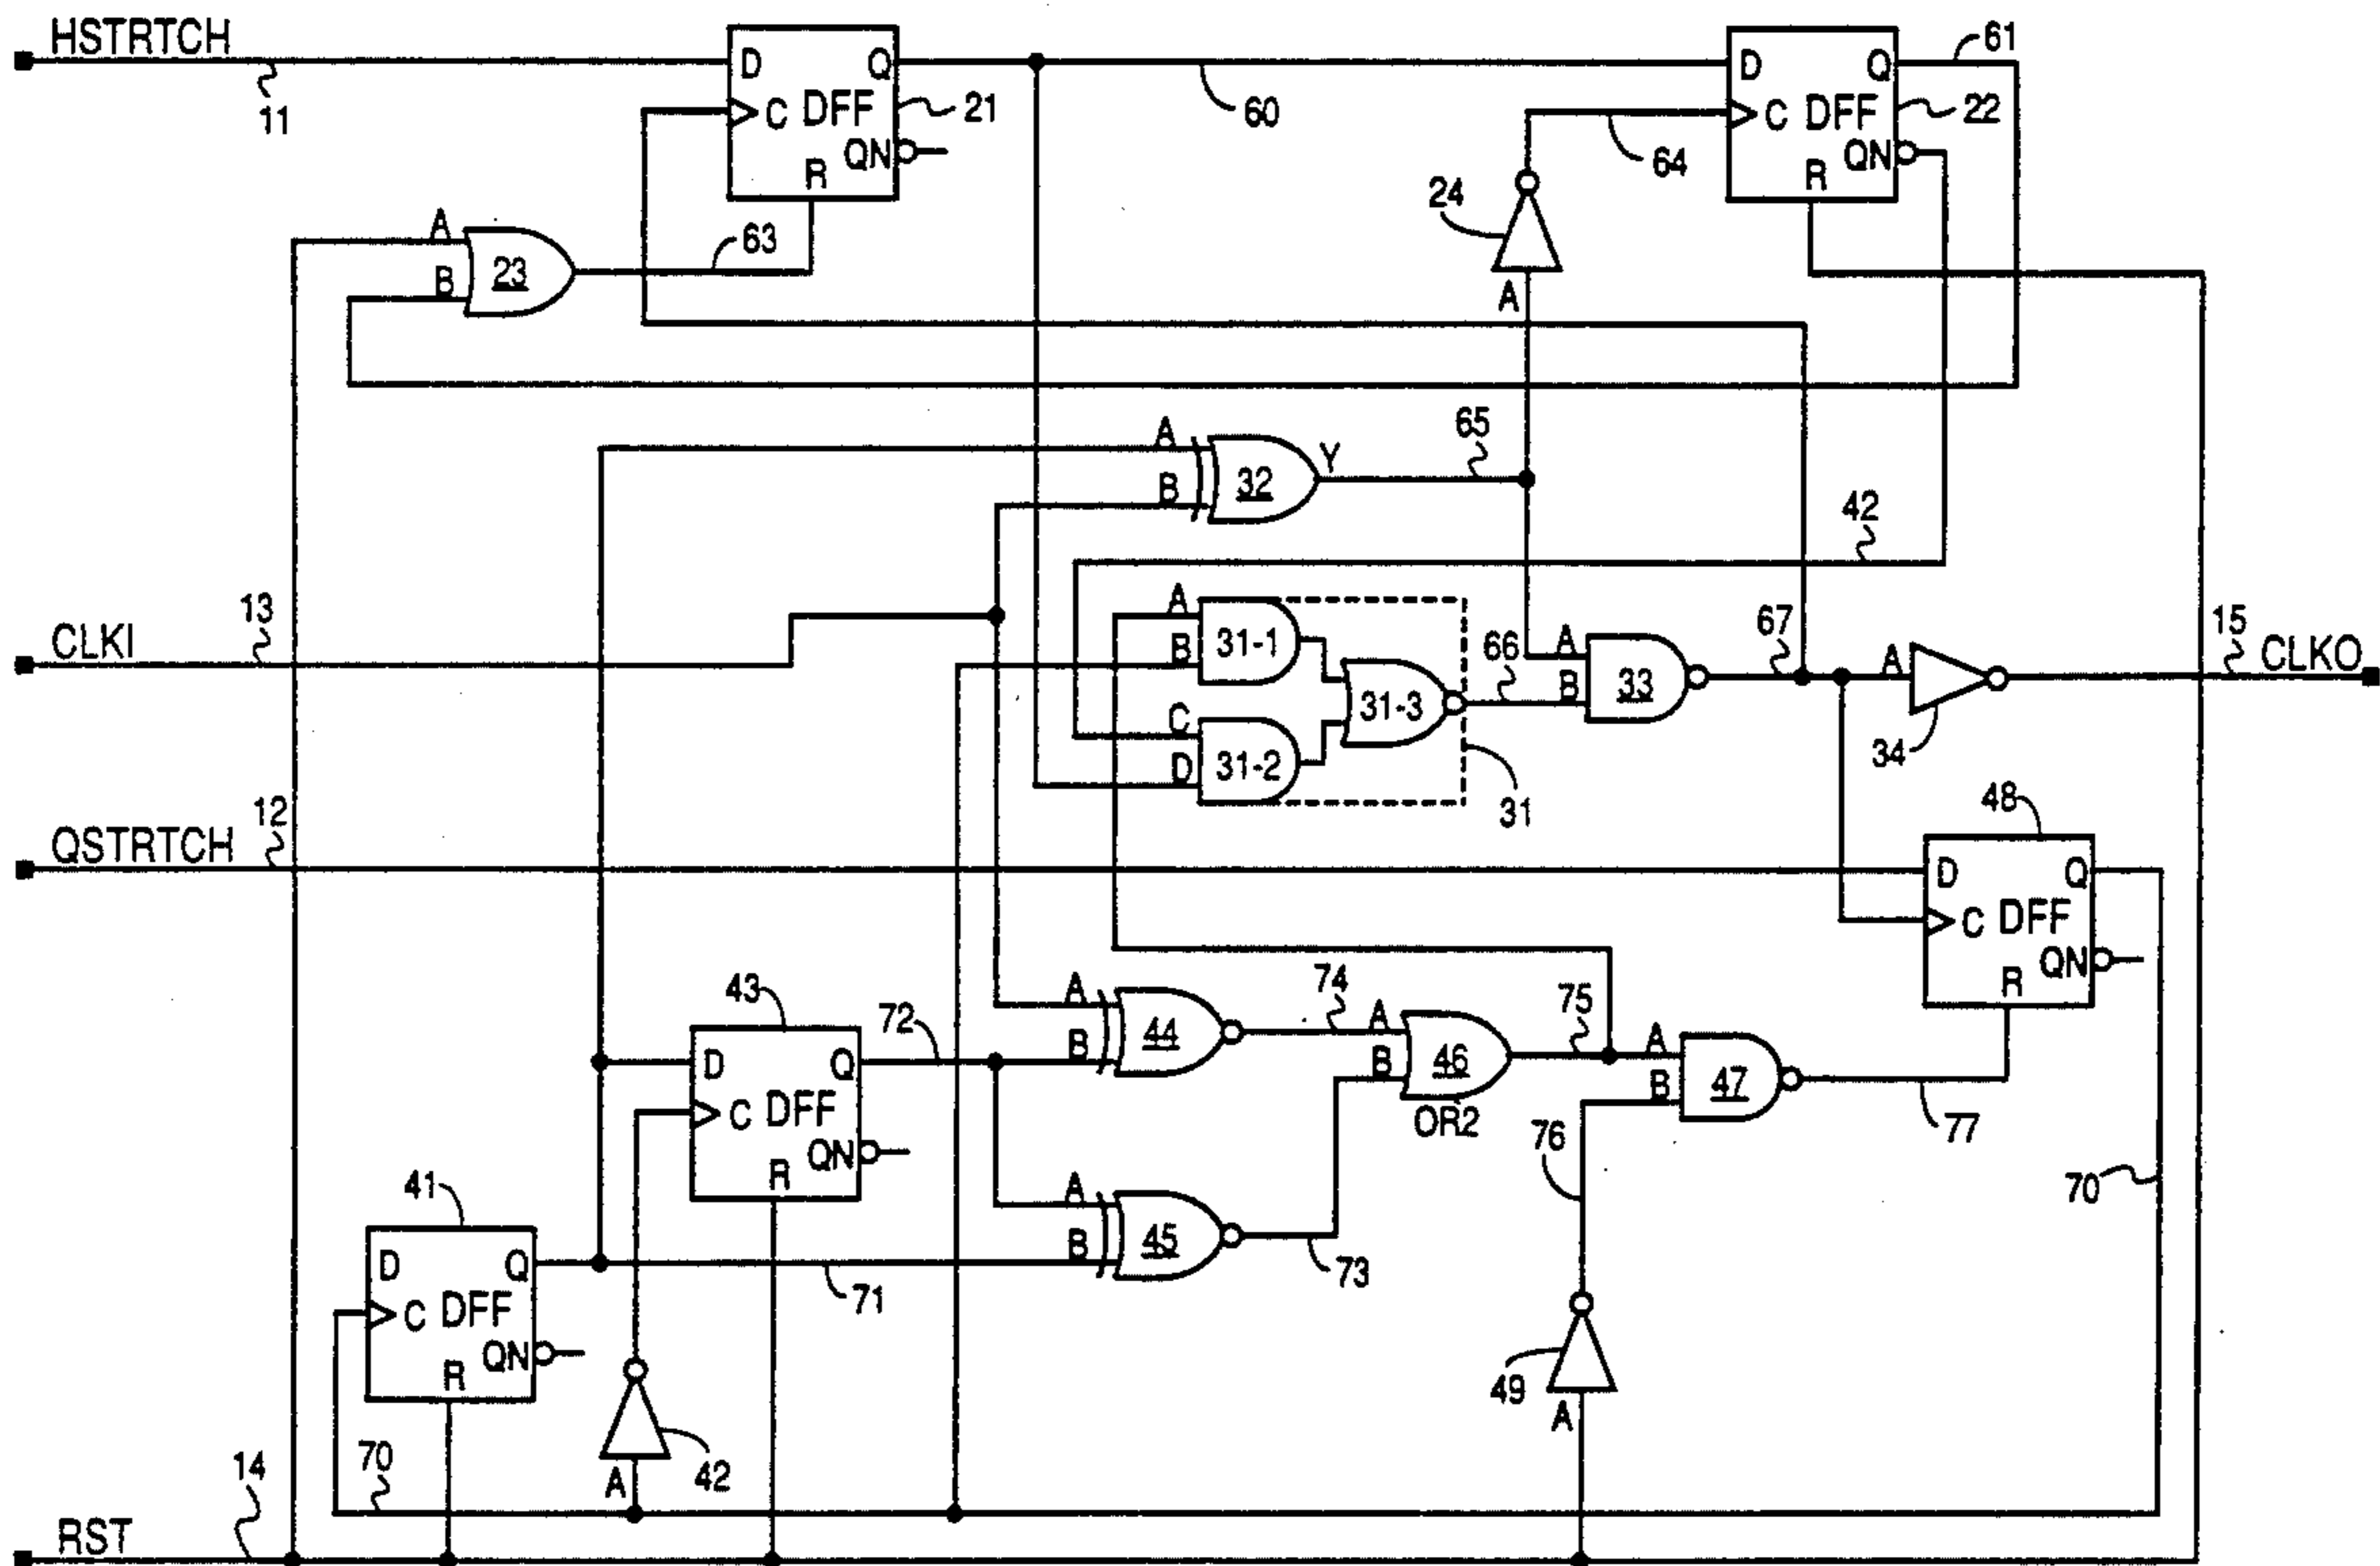 HSTRTCH
11
D
Q
C
DFF
QN
R
21
60
D
Q
C
DFF
QN
R
22
61
64
24
A
A
B
23
63
A
B
32
Y
65
42
CLKI
13
A
B
31-1
C
D
31-2
31-3
31
66
A
B
33
67
A
34
15
CLKO
QSTRTCH
12
48
D
Q
C
DFF
QN
R
43
D
Q
C
DFF
QN
R
72
A
B
44
74
A
B
46
OR2
75
A
B
47
77
76
70
41
D
Q
C
DFF
QN
R
71
A
B
45
73
49
A
42
A
70
14
RST